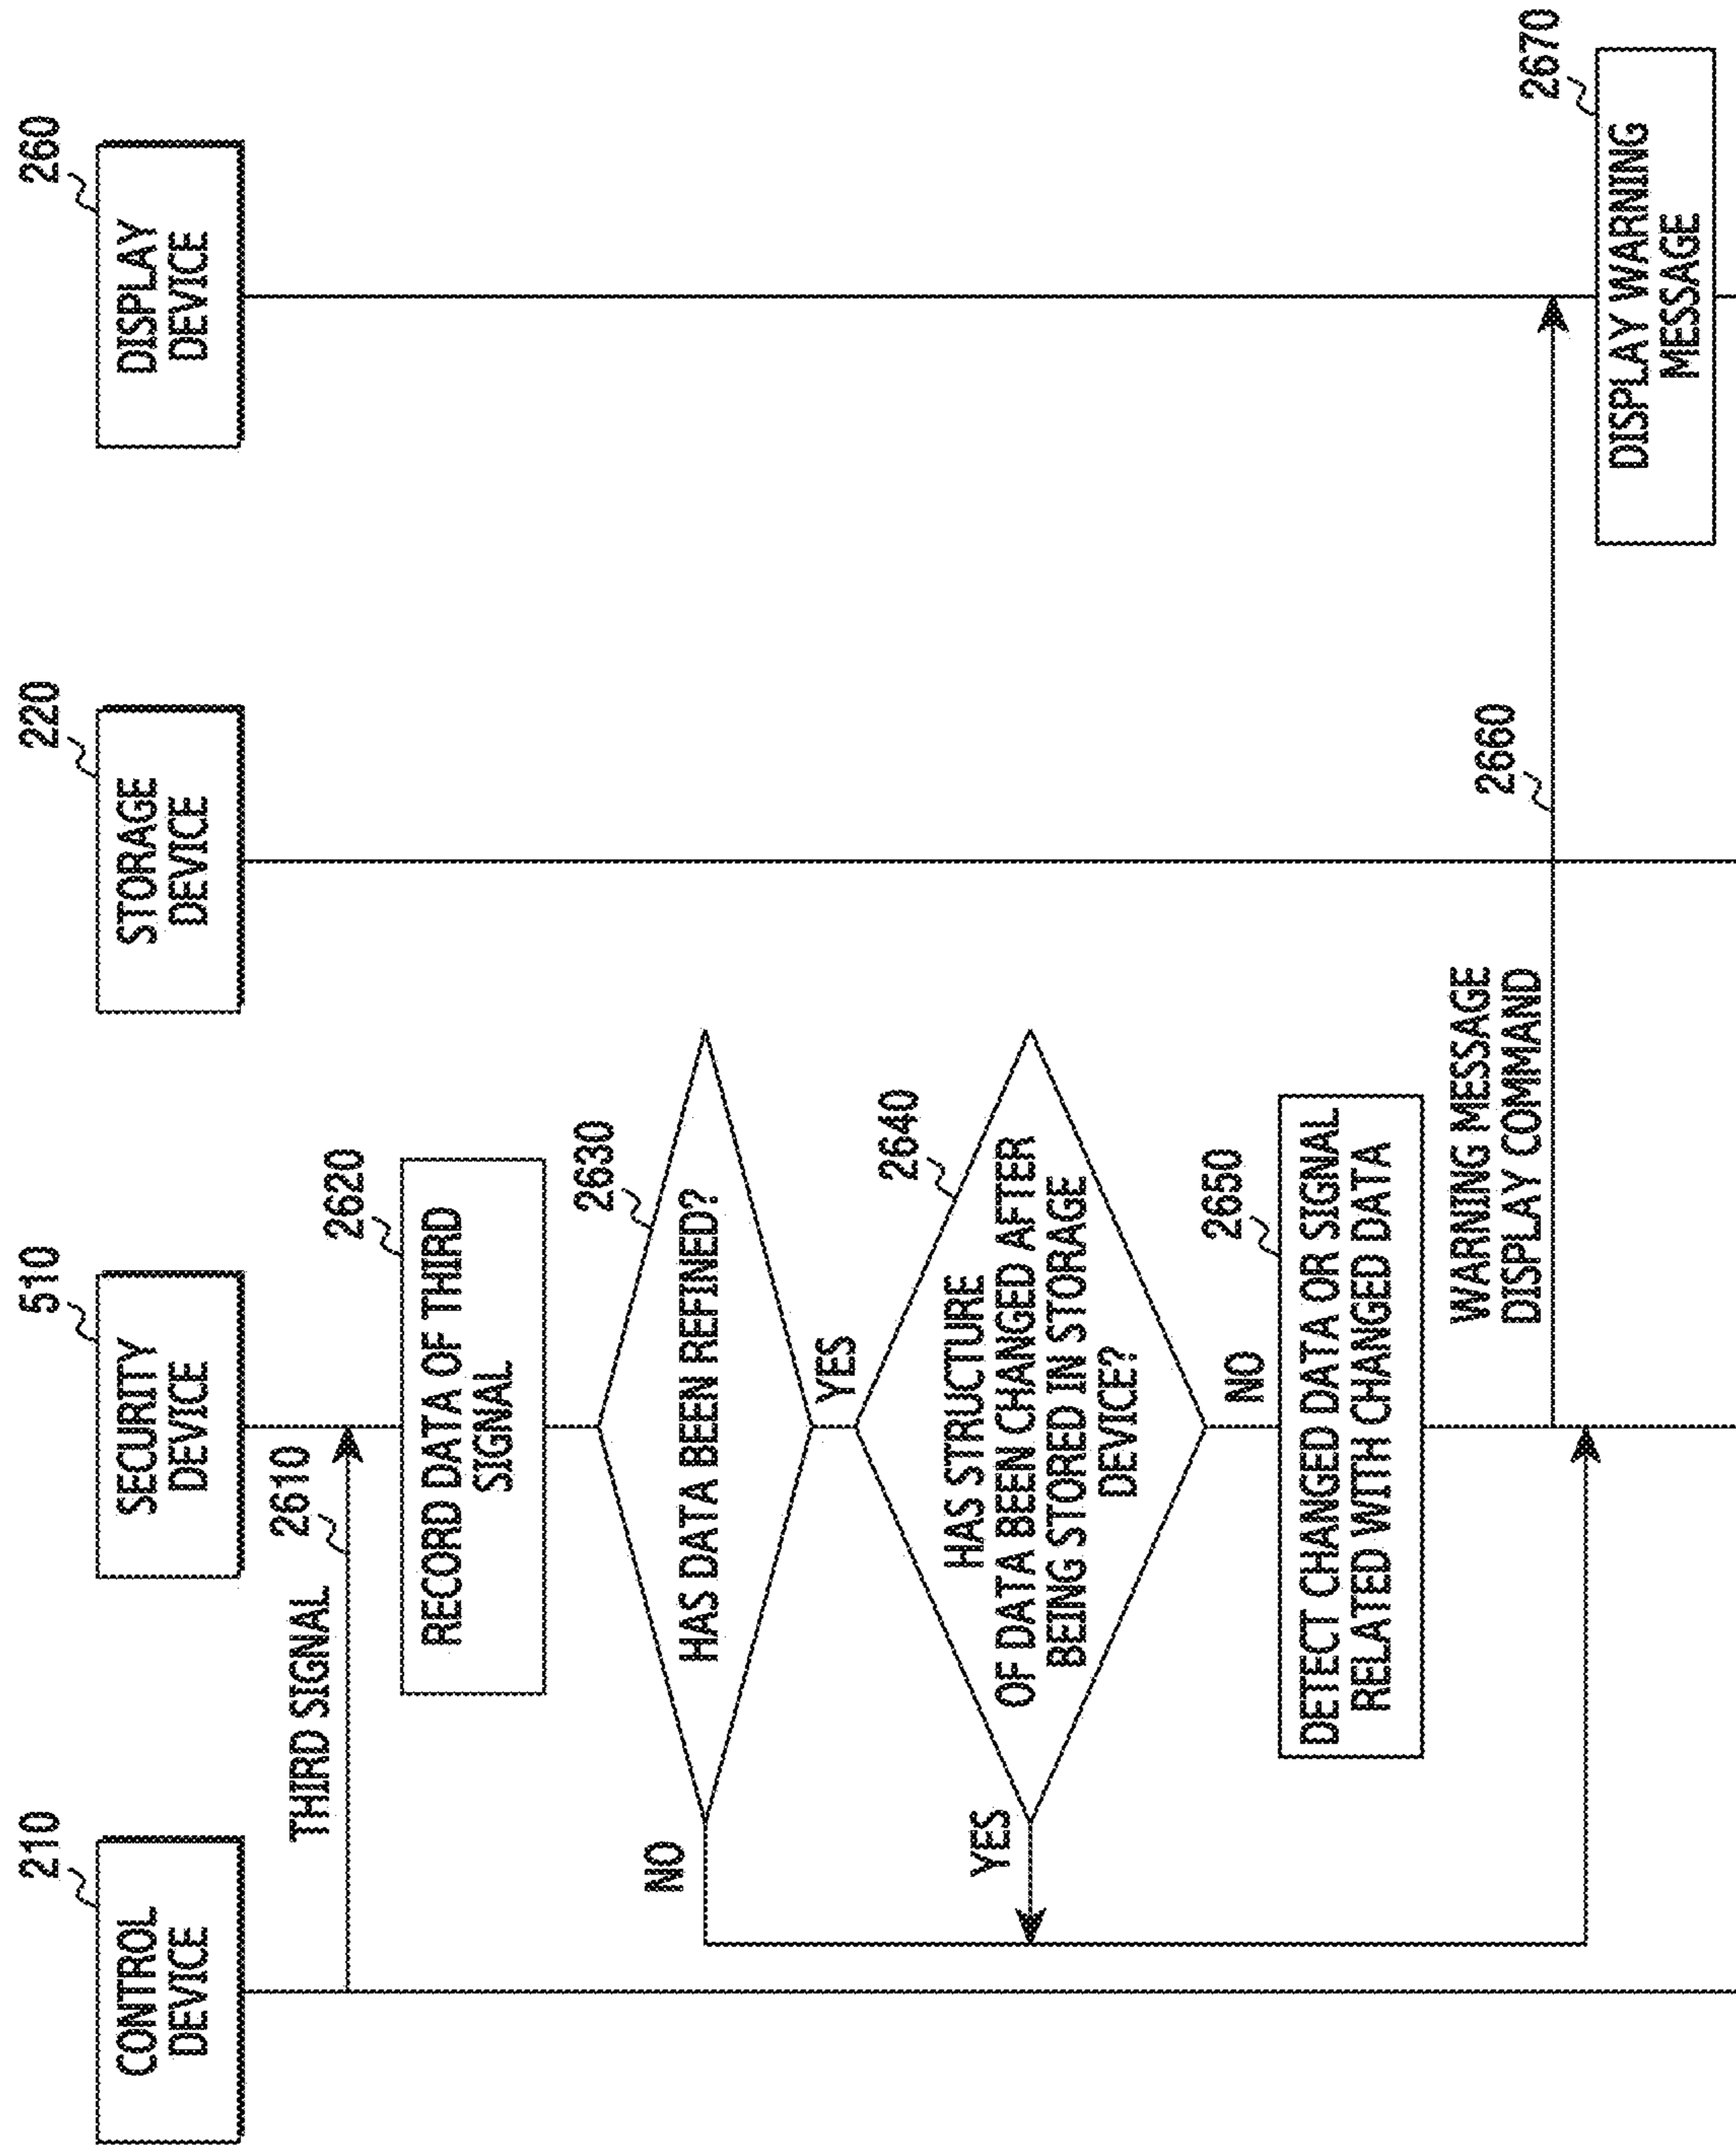 210
CONTROL
DEVICE
510
SECURITY
DEVICE
220
STORAGE
DEVICE
260
DISPLAY
DEVICE
THIRD SIGNAL
2610
2620
RECORD DATA OF THIRD
SIGNAL
2630
HAS DATA BEEN REFINED?
NO
YES
2640
HAS STRUCTURE
OF DATA BEEN CHANGED AFTER
BEING STORED IN STORAGE
DEVICE?
YES
NO
2650
DETECT CHANGED DATA OR SIGNAL
RELATED WITH CHANGED DATA
WARNING MESSAGE
DISPLAY COMMAND
2660
2670
DISPLAY WARNING
MESSAGE